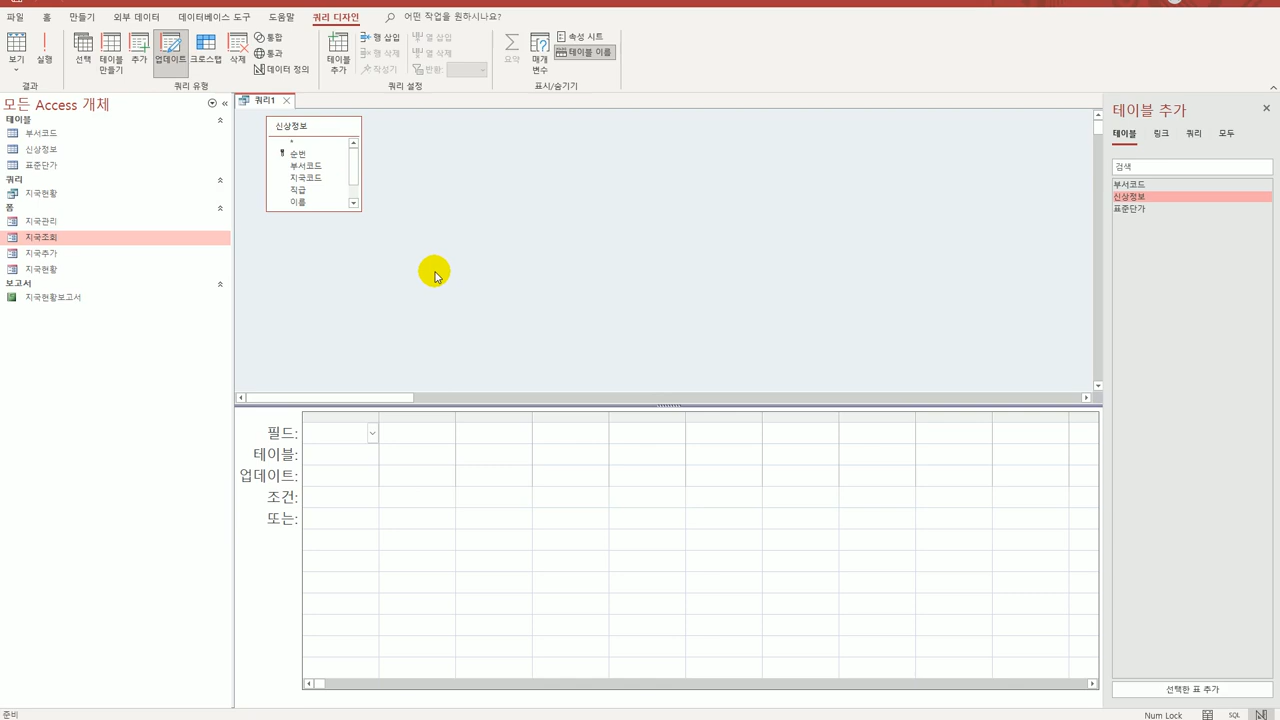 파일 홈 만들기 외부 데이터 데이터베이스 도구 도움말 쿼리 디자인 어떤 작업을 원하시나요?
보기 실행 선택 테이블 만들기 추가 업데이트 크로스탭 삭제 통합 통과 데이터 정의 테이블 추가 행 삽입 행 삭제 작성기 열 삽입 열 삭제 반환: 요약 매개 변수 속성 시트 테이블 이름
결과 쿼리 유형 쿼리 설정 표시/숨기기
모든 Access 개체
테이블
부서코드
신상정보
표준단가
쿼리
지국현황
폼
지국관리
지국조회
지국추가
지국현황
보고서
지국현황보고서
쿼리1
신상정보
*
순번
부서코드
지국코드
직급
이름
필드:
테이블:
업데이트:
조건:
또는:
테이블 추가
테이블 링크 쿼리 모두
검색
부서코드
신상정보
표준단가
선택한 표 추가
준비
Num Lock
SQL